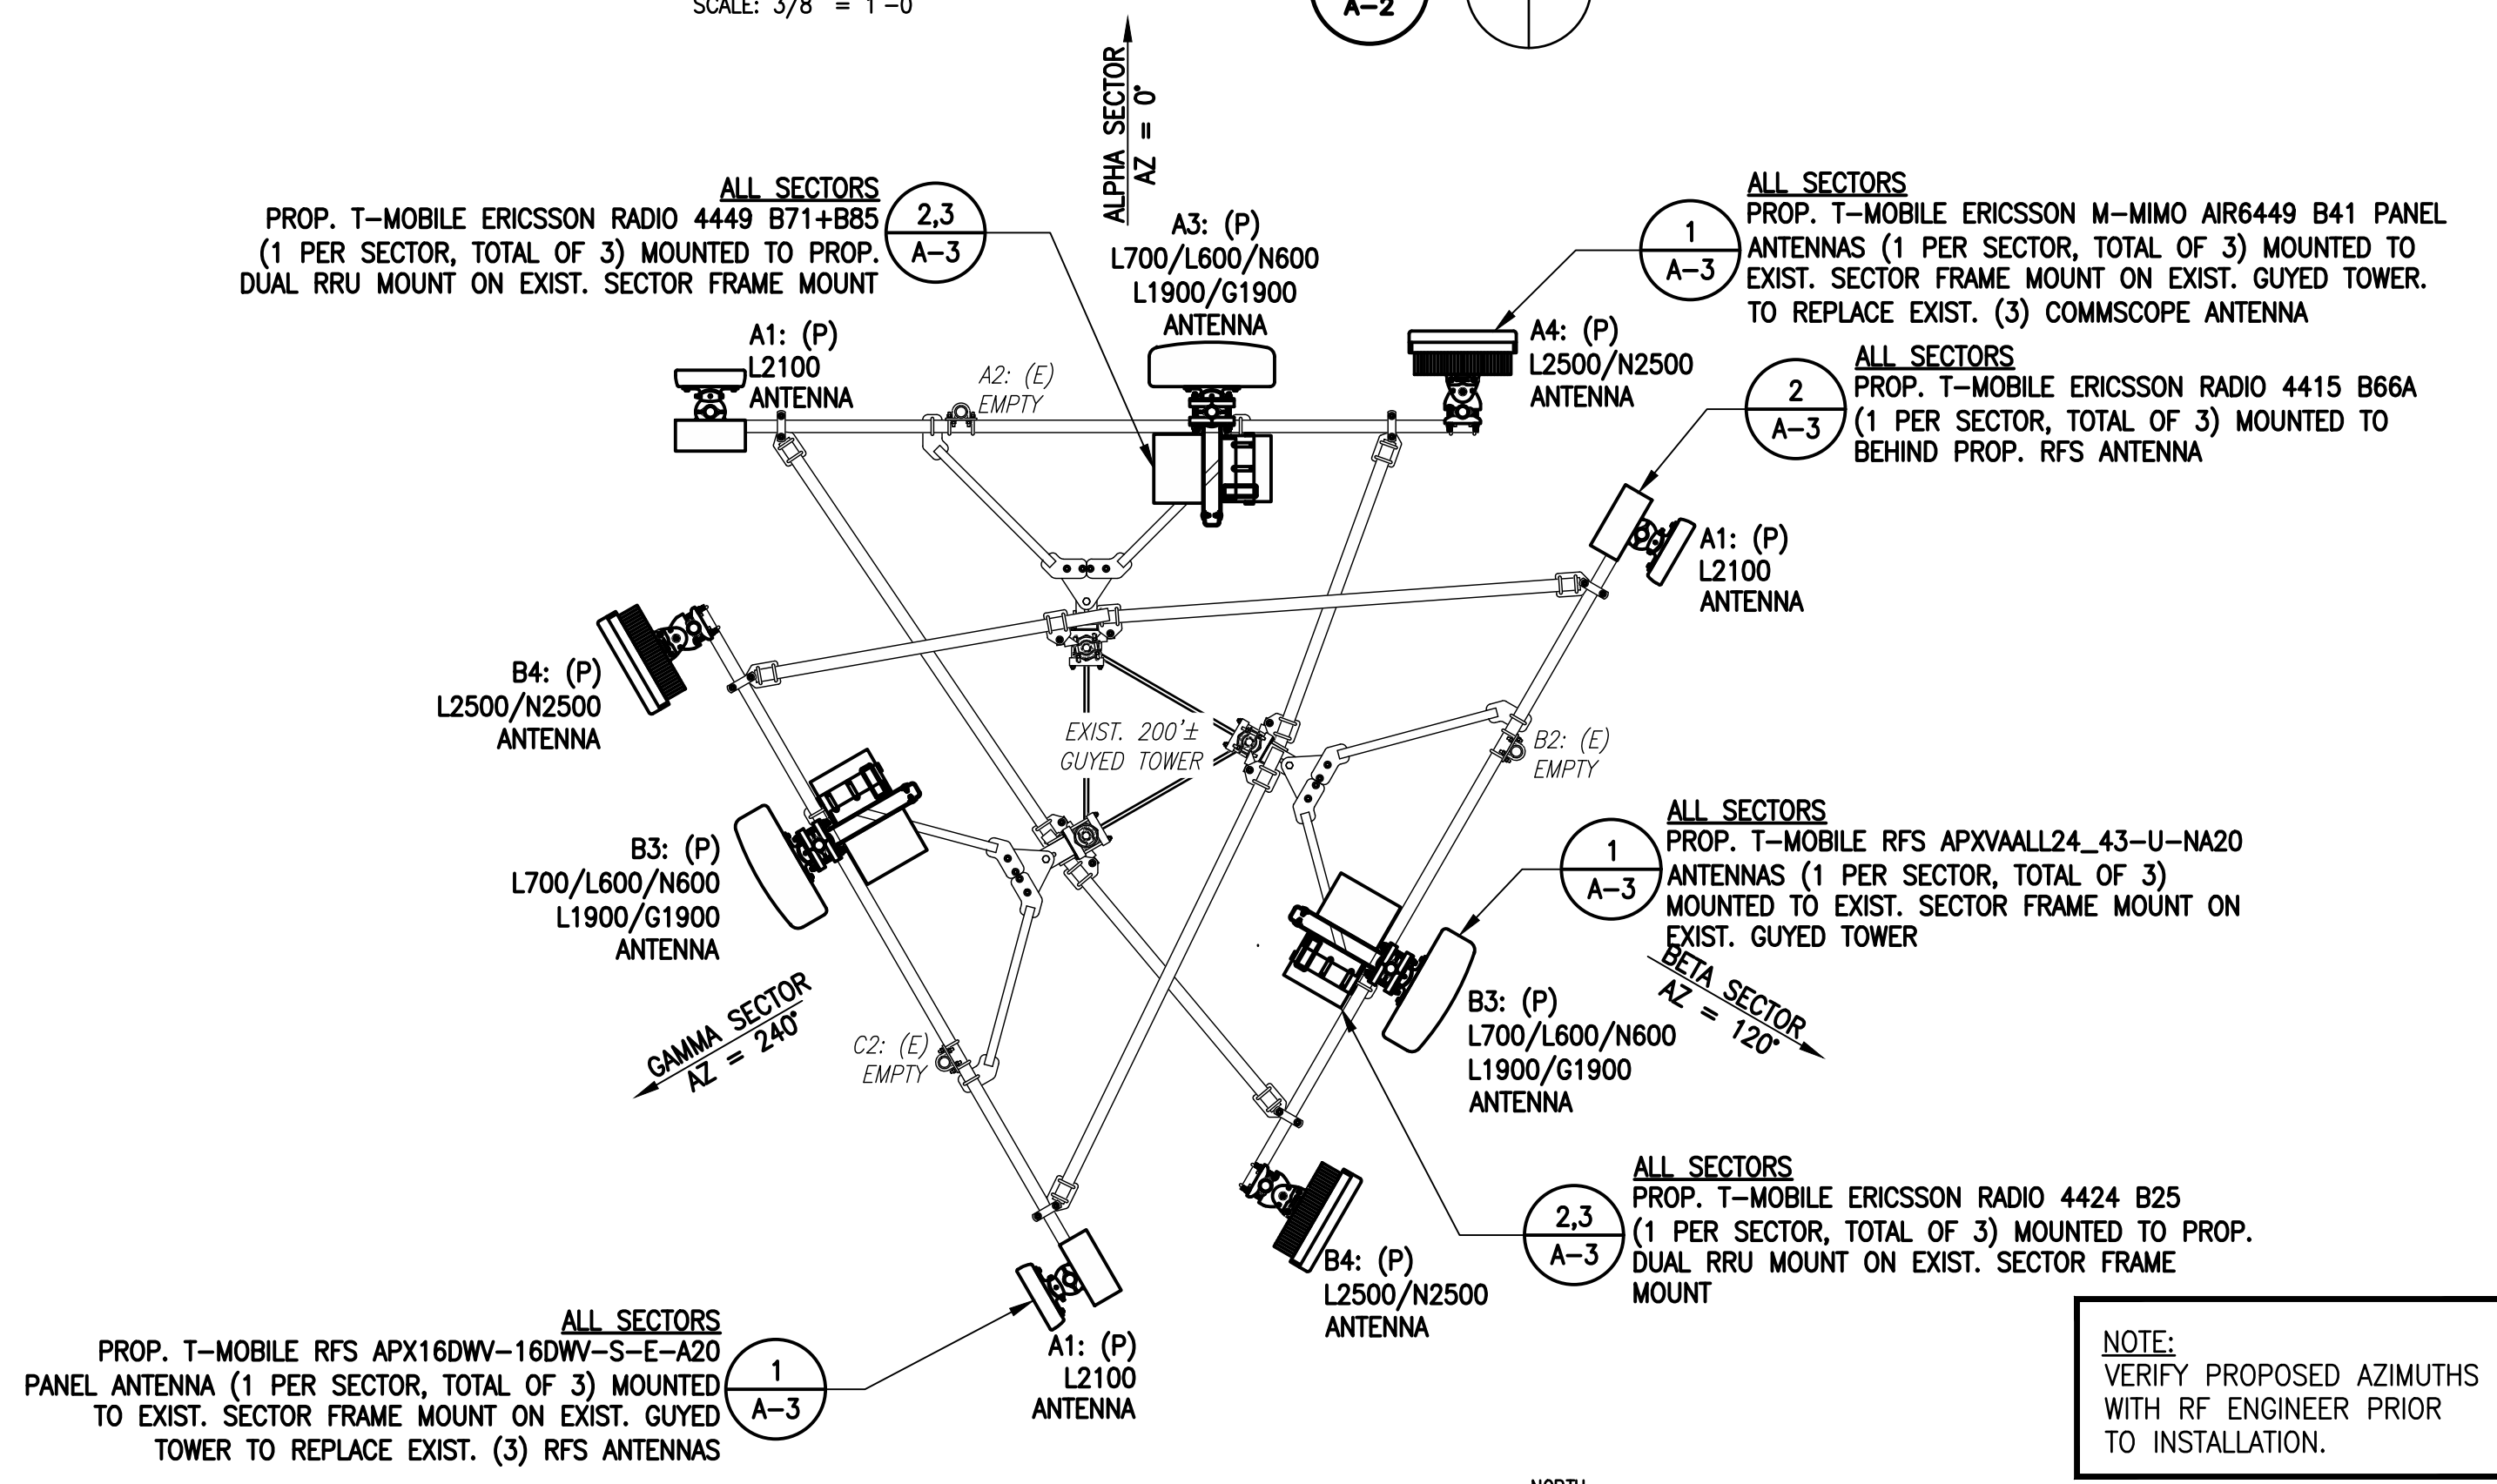 SCALE: 3/8" = 1'-0
A-2
ALPHA SECTOR
AZ = 0°
ALL SECTORS
PROP. T-MOBILE ERICSSON RADIO 4449 B71+B85
(1 PER SECTOR, TOTAL OF 3) MOUNTED TO PROP.
DUAL RRU MOUNT ON EXIST. SECTOR FRAME MOUNT
2,3
A-3
A3: (P)
L700/L600/N600
L1900/G1900
ANTENNA
ALL SECTORS
PROP. T-MOBILE ERICSSON M-MIMO AIR6449 B41 PANEL
ANTENNAS (1 PER SECTOR, TOTAL OF 3) MOUNTED TO
EXIST. SECTOR FRAME MOUNT ON EXIST. GUYED TOWER.
TO REPLACE EXIST. (3) COMMSCOPE ANTENNA
1
A-3
A1: (P)
L2100
ANTENNA
A2: (E)
EMPTY
A4: (P)
L2500/N2500
ANTENNA
ALL SECTORS
PROP. T-MOBILE ERICSSON RADIO 4415 B66A
(1 PER SECTOR, TOTAL OF 3) MOUNTED TO
BEHIND PROP. RFS ANTENNA
2
A-3
A1: (P)
L2100
ANTENNA
B4: (P)
L2500/N2500
ANTENNA
EXIST. 200'±
GUYED TOWER
B2: (E)
EMPTY
B3: (P)
L700/L600/N600
L1900/G1900
ANTENNA
ALL SECTORS
PROP. T-MOBILE RFS APXVAALL24_43-U-NA20
ANTENNAS (1 PER SECTOR, TOTAL OF 3)
MOUNTED TO EXIST. SECTOR FRAME MOUNT ON
EXIST. GUYED TOWER
1
A-3
BETA SECTOR
AZ = 120°
GAMMA SECTOR
AZ = 240°
C2: (E)
EMPTY
B3: (P)
L700/L600/N600
L1900/G1900
ANTENNA
ALL SECTORS
PROP. T-MOBILE ERICSSON RADIO 4424 B25
(1 PER SECTOR, TOTAL OF 3) MOUNTED TO PROP.
DUAL RRU MOUNT ON EXIST. SECTOR FRAME
MOUNT
2,3
A-3
B4: (P)
L2500/N2500
ANTENNA
ALL SECTORS
PROP. T-MOBILE RFS APX16DWV-16DWV-S-E-A20
PANEL ANTENNA (1 PER SECTOR, TOTAL OF 3) MOUNTED
TO EXIST. SECTOR FRAME MOUNT ON EXIST. GUYED
TOWER TO REPLACE EXIST. (3) RFS ANTENNAS
1
A-3
A1: (P)
L2100
ANTENNA
NOTE:
VERIFY PROPOSED AZIMUTHS
WITH RF ENGINEER PRIOR
TO INSTALLATION.
NORTH